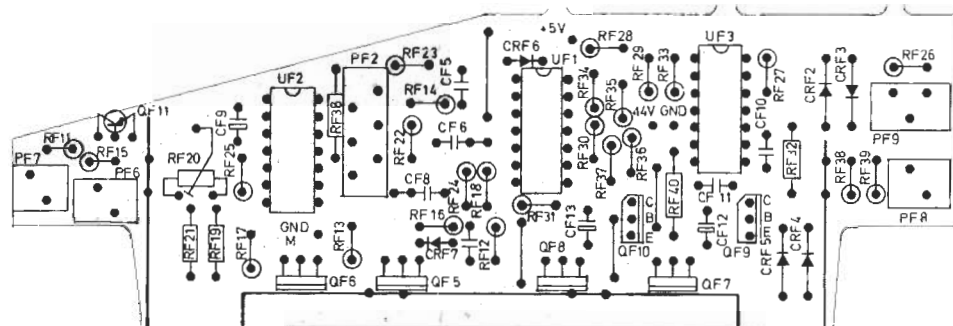 +5V
RF28
UF3
RF23
CRF6
UF1
PF2
CF5
RF29
RF33
RF27
CRF2
CRF3
RF26
UF2
RF14
RF34
RF35
44V GND
CF10
QF11
CF9
RF38
RF22
CF6
RF30
RF36
RF32
PF9
RF11
RF15
PF7
PF6
RF20
RF25
CF8
RF24
RF18
RF37
RF40
CF11
RF38
RF39
PF8
RF31
RF16
CF13
C
B
E
QF10
CF12
C
B
E
QF9
RF21
RF19
RF17
GND
M
RF13
CRF7
RF12
QF8
CRF5
CRF4
QF6
QF5
QF7